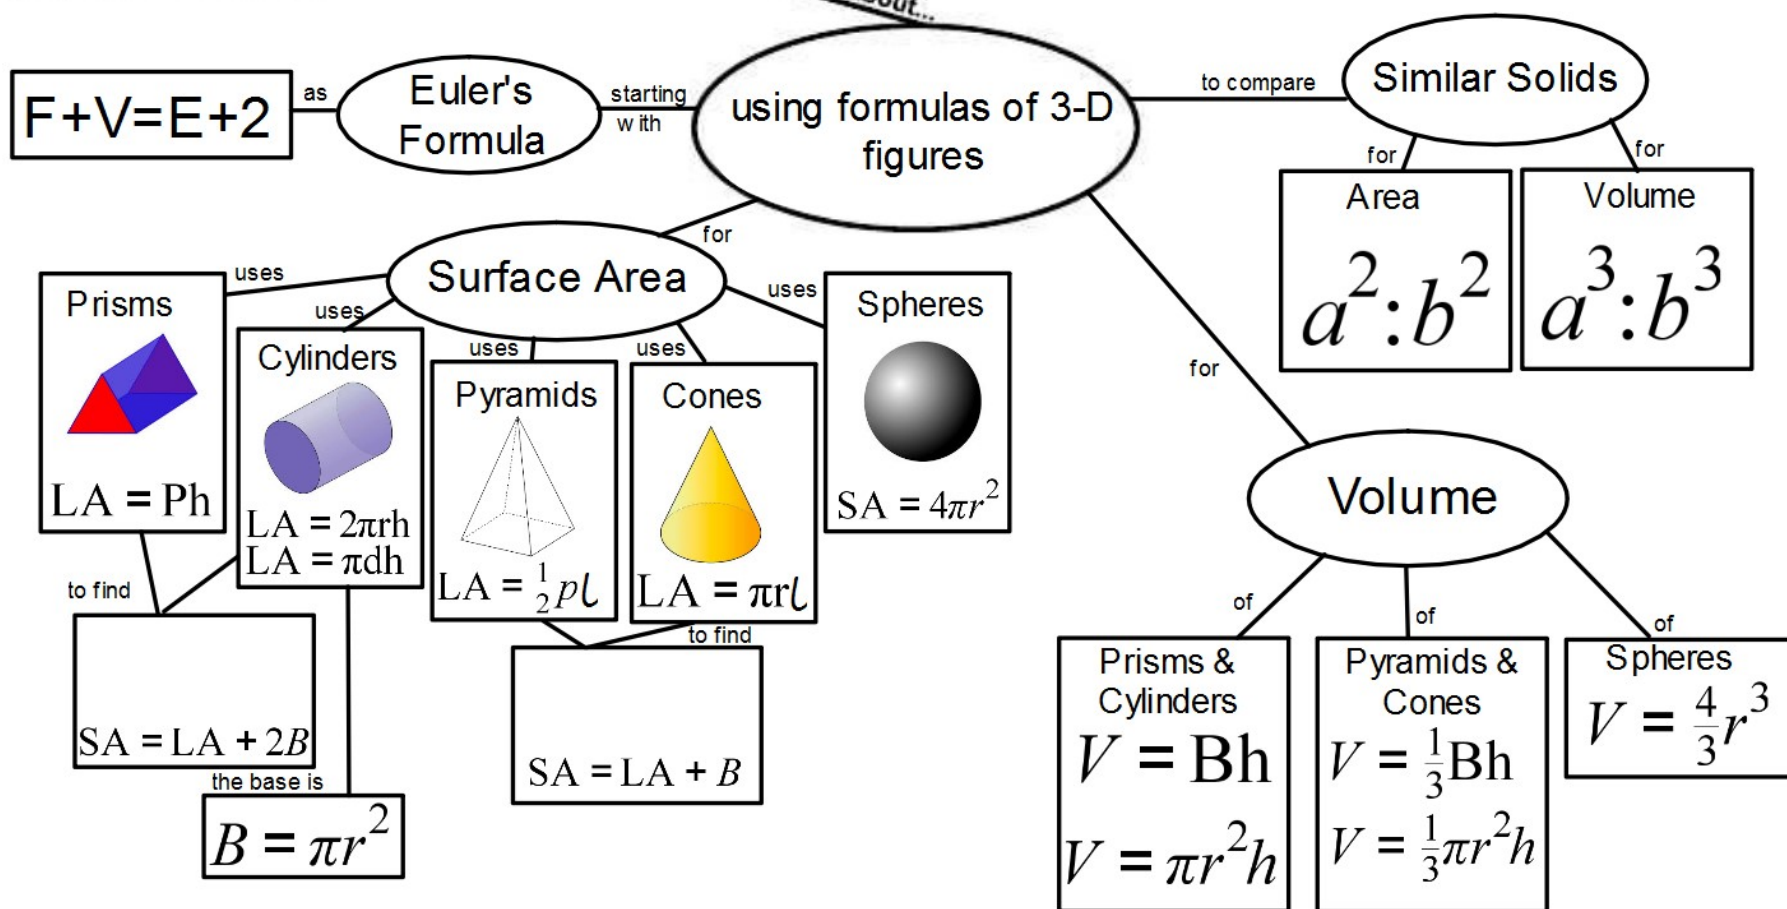 F+V=E+2
as
Euler's
Formula
starting
with
using formulas of 3-D
figures
to compare
Similar Solids
for
Area
a²:b²
for
Volume
a³:b³
for
Surface Area
uses
Prisms
LA = Ph
uses
Cylinders
LA = 2πrh
LA = πdh
uses
Pyramids
LA = ½pl
uses
Cones
LA = πrl
uses
Spheres
SA = 4πr²
to find
SA = LA + 2B
the base is
B = πr²
to find
SA = LA + B
for
Volume
of
Prisms &
Cylinders
V = Bh
V = πr²h
of
Pyramids &
Cones
V = ⅓Bh
V = ⅓πr²h
of
Spheres
V = 4/3 r³